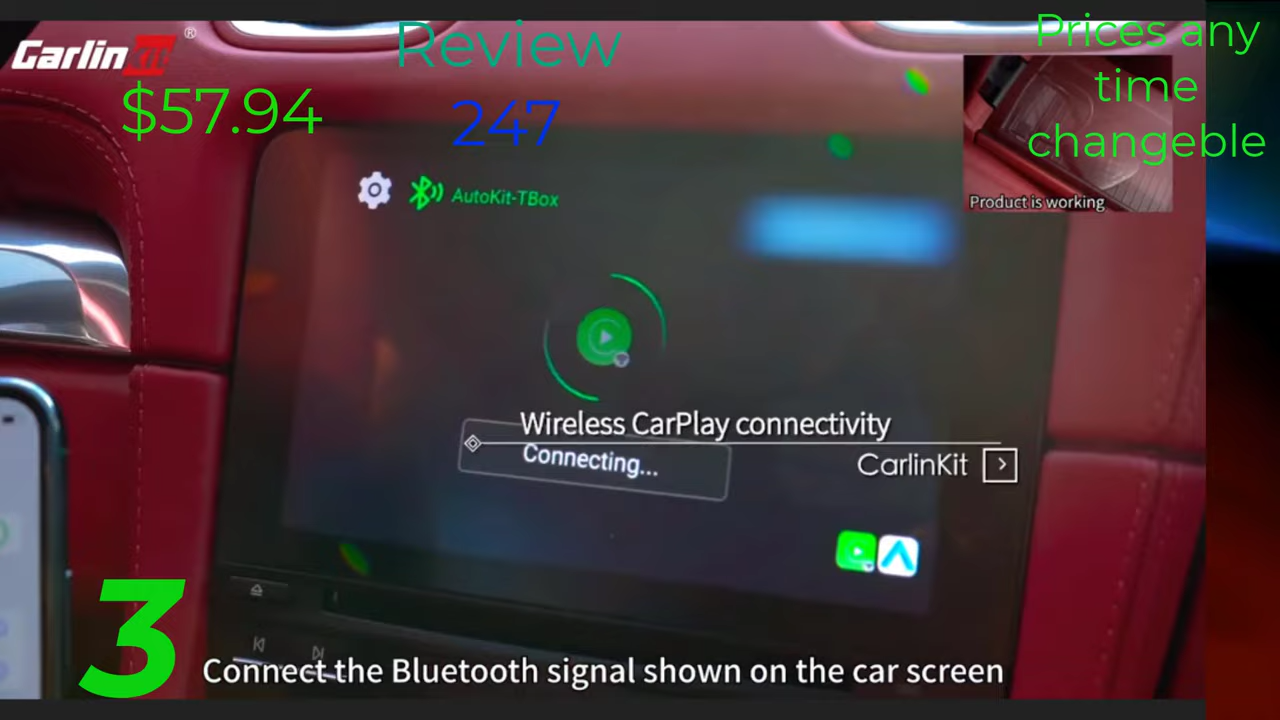 Carlinkit ®
$57.94
Review
247
Prices any
time
changeble
Product is working
AutoKit-TBox
Wireless CarPlay connectivity
Connecting...
CarlinKit
3
Connect the Bluetooth signal shown on the car screen